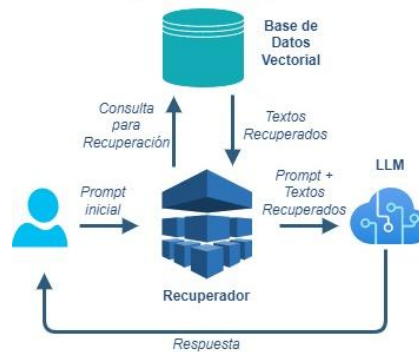 Base de
Datos
Vectorial
Consulta
para
Recuperación
Textos
Recuperados
LLM
Prompt
inicial
Prompt +
Textos
Recuperados
Recuperador
Respuesta